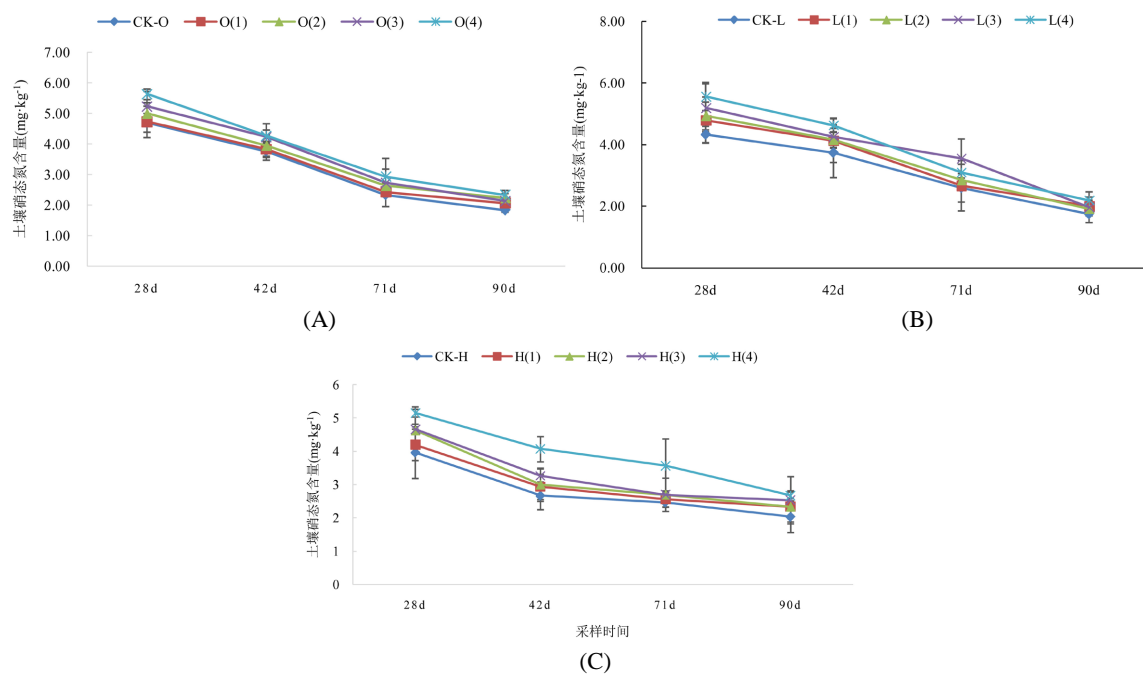 CK-O O(1) O(2) O(3) O(4)
土壤硝态氮含量(mg·kg⁻¹)
7.00
6.00
5.00
4.00
3.00
2.00
1.00
0.00
28d 42d 71d 90d
(A)
CK-L L(1) L(2) L(3) L(4)
土壤硝态氮含量(mg·kg-1)
8.00
6.00
4.00
2.00
0.00
28d 42d 71d 90d
(B)
CK-H H(1) H(2) H(3) H(4)
土壤硝态氮含量(mg·kg⁻¹)
6
5
4
3
2
1
0
28d 42d 71d 90d
采样时间
(C)